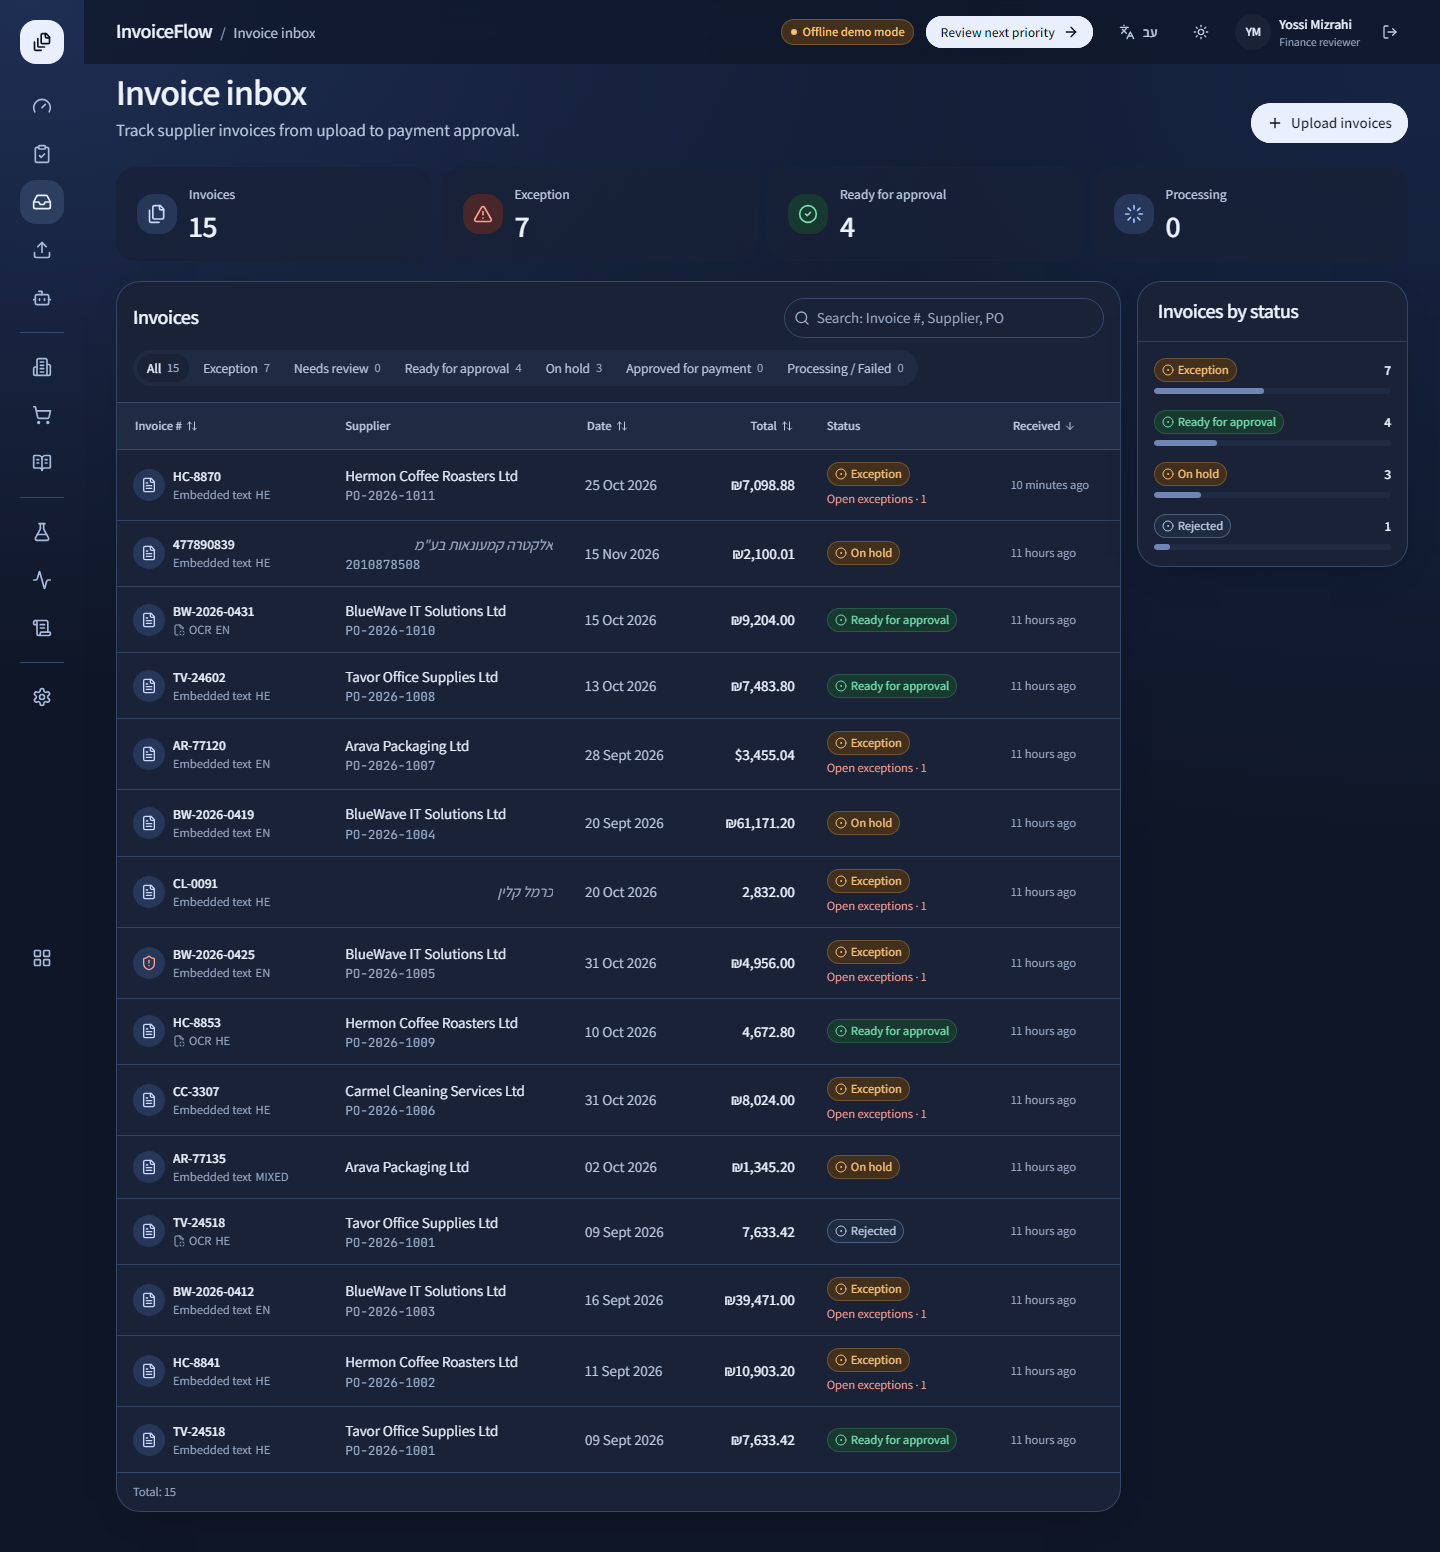 InvoiceFlow / Invoice inbox
Offline demo mode
Review next priority
עב
YM
Yossi Mizrahi
Finance reviewer
Invoice inbox
Track supplier invoices from upload to payment approval.
Upload invoices
Invoices
15
Exception
7
Ready for approval
4
Processing
0
Invoices
Search: Invoice #, Supplier, PO
All 15 Exception 7 Needs review 0 Ready for approval 4 On hold 3 Approved for payment 0 Processing / Failed 0
Invoice # Supplier Date Total Status Received
HC-8870
Embedded text HE
Hermon Coffee Roasters Ltd
PO-2026-1011
25 Oct 2026
₪7,098.88
Exception
Open exceptions · 1
10 minutes ago
477890839
Embedded text HE
אלקטרה קמעונאות בע"מ
2010878508
15 Nov 2026
₪2,100.01
On hold
11 hours ago
BW-2026-0431
OCR EN
BlueWave IT Solutions Ltd
PO-2026-1010
15 Oct 2026
₪9,204.00
Ready for approval
11 hours ago
TV-24602
Embedded text HE
Tavor Office Supplies Ltd
PO-2026-1008
13 Oct 2026
₪7,483.80
Ready for approval
11 hours ago
AR-77120
Embedded text EN
Arava Packaging Ltd
PO-2026-1007
28 Sept 2026
$3,455.04
Exception
Open exceptions · 1
11 hours ago
BW-2026-0419
Embedded text EN
BlueWave IT Solutions Ltd
PO-2026-1004
20 Sept 2026
₪61,171.20
On hold
11 hours ago
CL-0091
Embedded text HE
כרמל קלין
20 Oct 2026
2,832.00
Exception
Open exceptions · 1
11 hours ago
BW-2026-0425
Embedded text EN
BlueWave IT Solutions Ltd
PO-2026-1005
31 Oct 2026
₪4,956.00
Exception
Open exceptions · 1
11 hours ago
HC-8853
OCR HE
Hermon Coffee Roasters Ltd
PO-2026-1009
10 Oct 2026
4,672.80
Ready for approval
11 hours ago
CC-3307
Embedded text HE
Carmel Cleaning Services Ltd
PO-2026-1006
31 Oct 2026
₪8,024.00
Exception
Open exceptions · 1
11 hours ago
AR-77135
Embedded text MIXED
Arava Packaging Ltd
02 Oct 2026
₪1,345.20
On hold
11 hours ago
TV-24518
OCR HE
Tavor Office Supplies Ltd
PO-2026-1001
09 Sept 2026
7,633.42
Rejected
11 hours ago
BW-2026-0412
Embedded text EN
BlueWave IT Solutions Ltd
PO-2026-1003
16 Sept 2026
₪39,471.00
Exception
Open exceptions · 1
11 hours ago
HC-8841
Embedded text HE
Hermon Coffee Roasters Ltd
PO-2026-1002
11 Sept 2026
₪10,903.20
Exception
Open exceptions · 1
11 hours ago
TV-24518
Embedded text HE
Tavor Office Supplies Ltd
PO-2026-1001
09 Sept 2026
₪7,633.42
Ready for approval
11 hours ago
Total: 15
Invoices by status
Exception 7
Ready for approval 4
On hold 3
Rejected 1